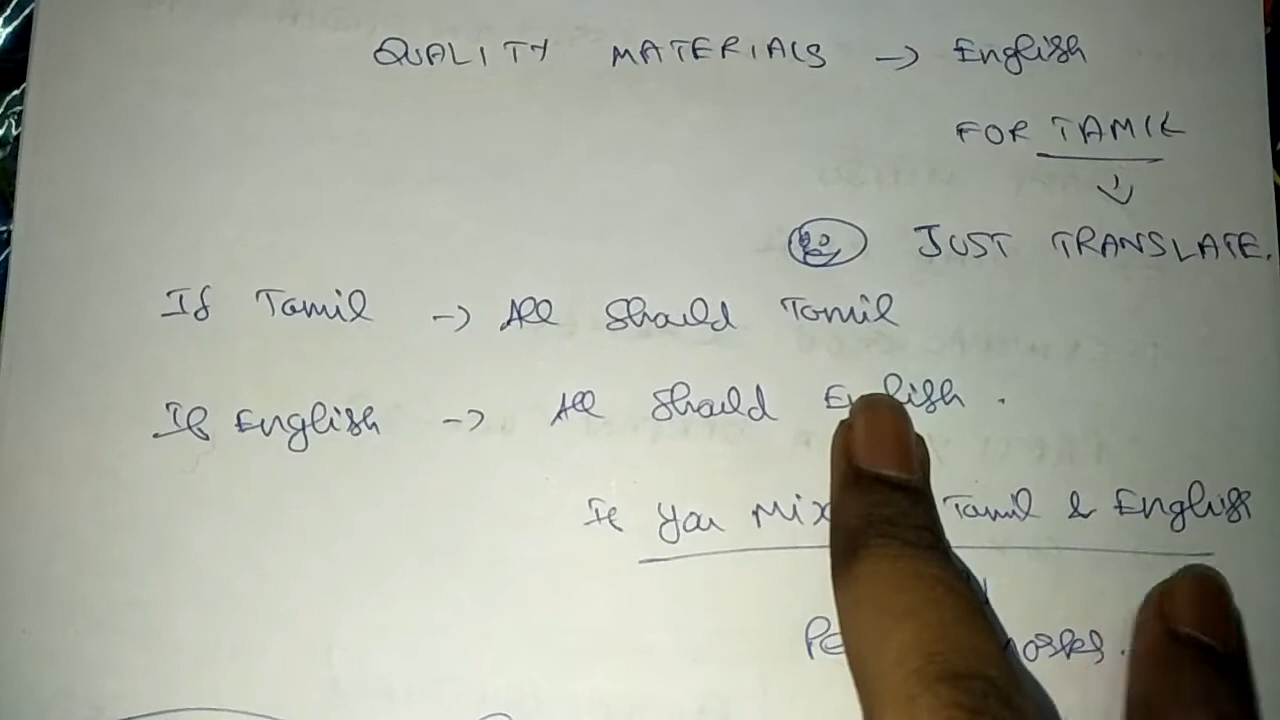 QUALITY MATERIALS -> English
FOR TAMIL
JUST TRANSLATE.
If Tamil -> All Should Tamil
If English -> All Should English.
If you Mix Tamil & English